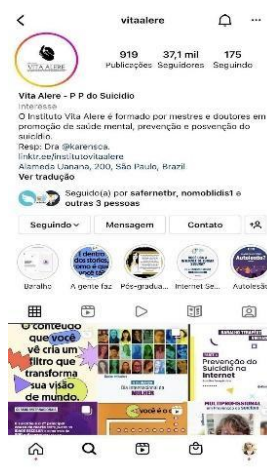 vitaalere
VITA ALERE
919
37,1 mil
175
Publicações
Seguidores
Seguindo
Vita Alere - P P do Suicidio
Interesse
O Instituto Vita Alere é formado por mestres e doutores em
promoção de saúde mental, prevenção e posvenção do
suicídio.
Resp: Dra @karensca.
linktr.ee/institutovitaalere
Alameda Uanana, 200, São Paulo, Brazil
Ver tradução
Seguido(a) por safernetbr, nomoblidis1 e
outras 3 pessoas
Seguindo
Mensagem
Contato
Baralho
A gente faz
Pós-gradua...
Internet Se...
Autolesão
O conteúdo
que você
vê cria um
filtro que
transforma
sua visão
de mundo.
MULHER
Prevenção do
Suicídio na
Internet
você é o